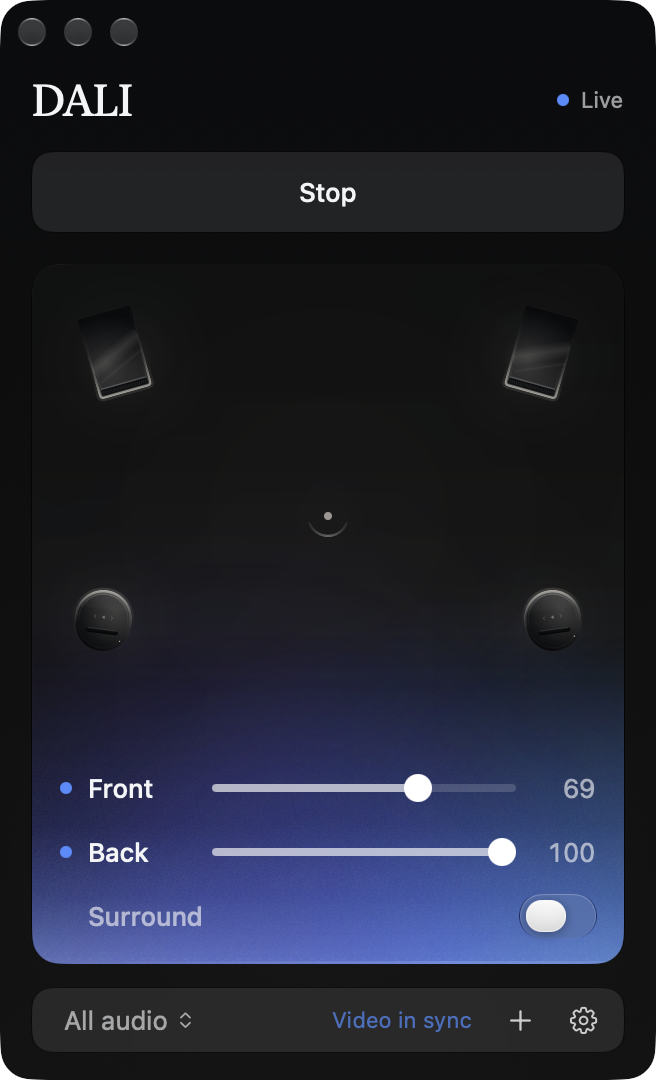 DALI
Live
Stop
Front 69
Back 100
Surround
All audio Video in sync